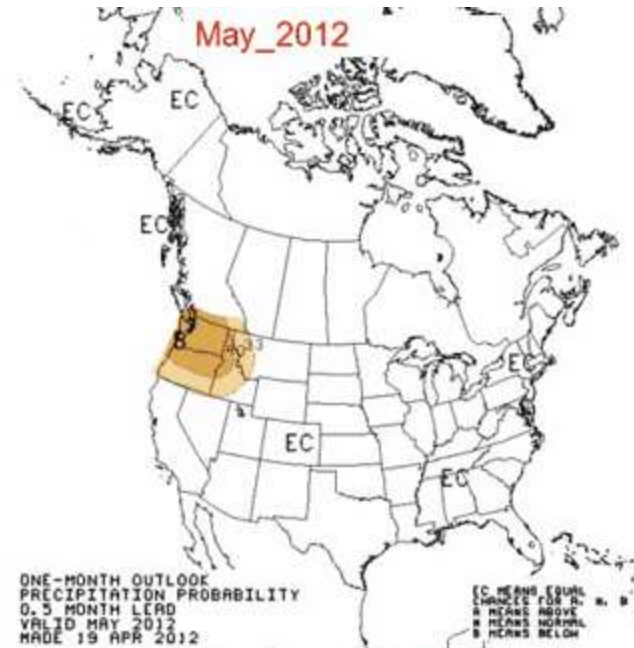 May_2012
EC
EC
EC
B
33
EC
EC
EC
ONE-MONTH OUTLOOK
PRECIPITATION PROBABILITY
0.5 MONTH LEAD
VALID MAY 2012
MADE 19 APR 2012
EC MEANS EQUAL
CHANCES FOR A, N, B
A MEANS ABOVE
N MEANS NORMAL
B MEANS BELOW